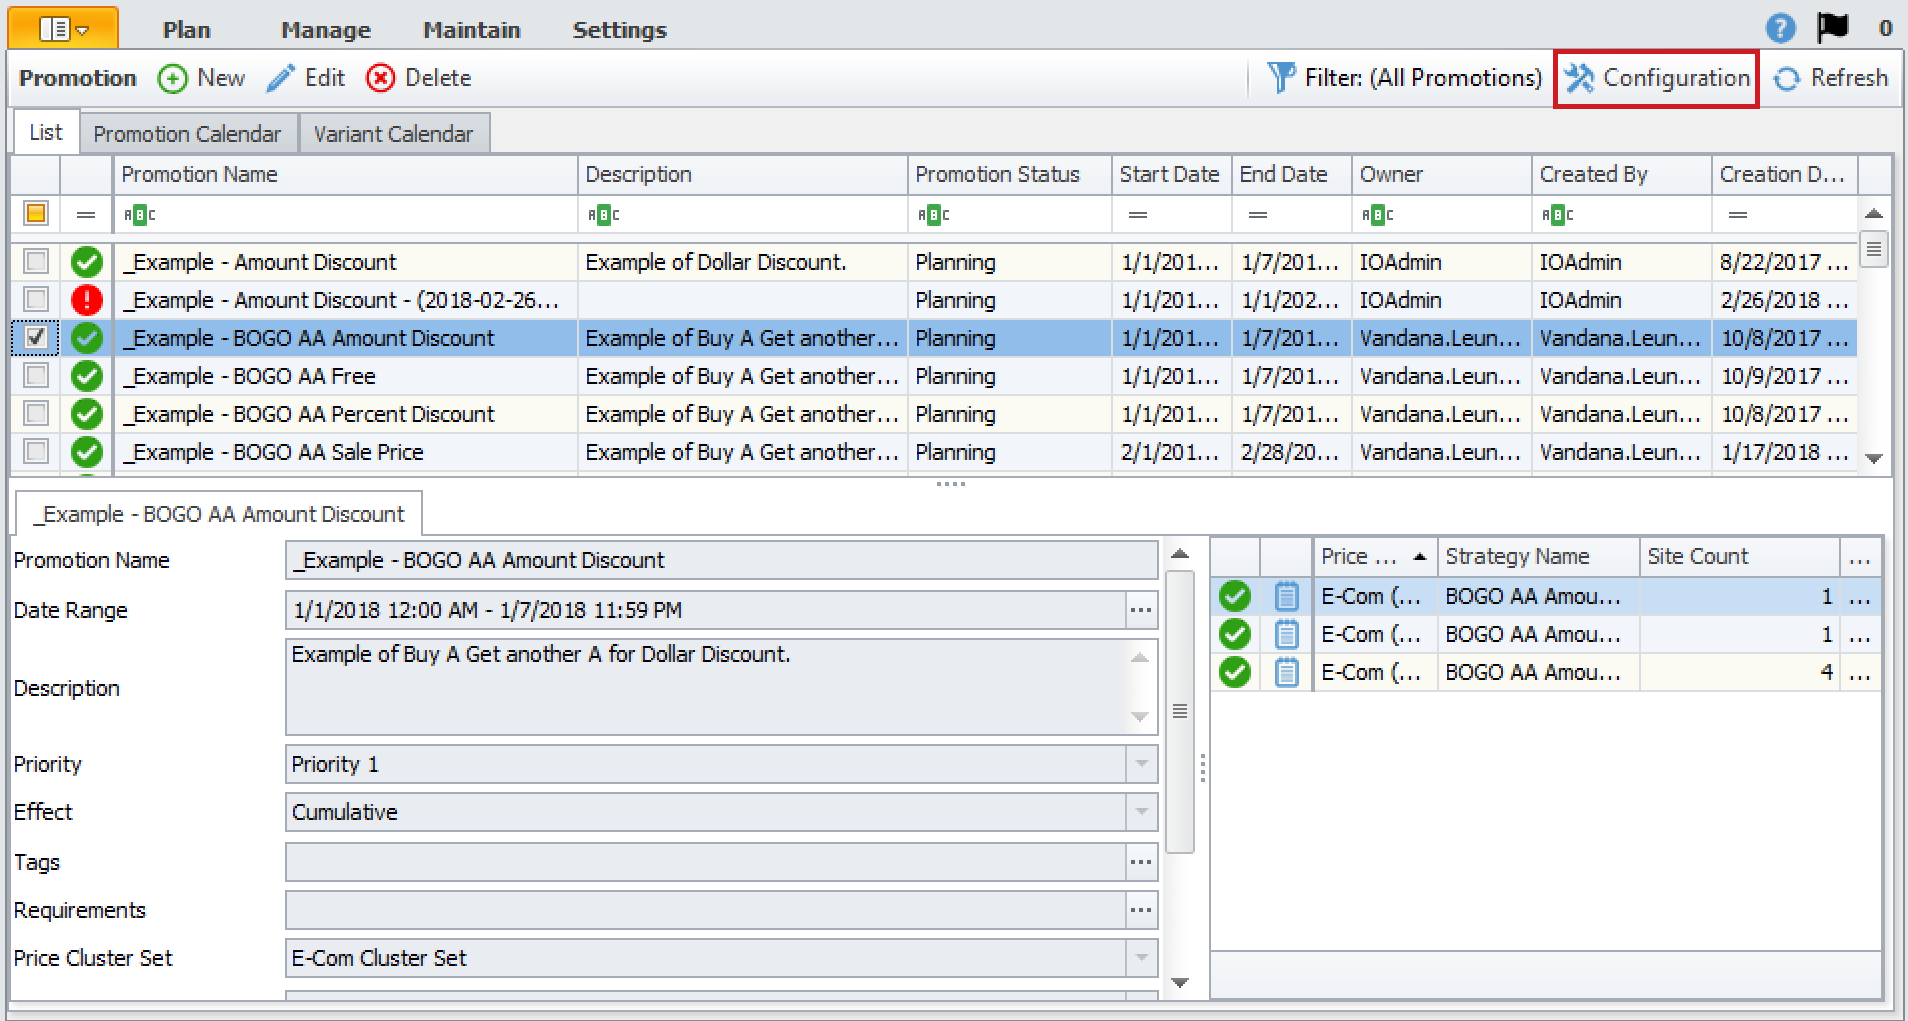 Plan Manage Maintain Settings ? 0
Promotion New Edit Delete Filter: (All Promotions) Configuration Refresh
List Promotion Calendar Variant Calendar
Promotion Name Description Promotion Status Start Date End Date Owner Created By Creation D...
= ABC ABC ABC = = ABC ABC =
_Example - Amount Discount Example of Dollar Discount. Planning 1/1/201... 1/7/201... IOAdmin IOAdmin 8/22/2017 ...
_Example - Amount Discount - (2018-02-26... Planning 1/1/201... 1/1/202... IOAdmin IOAdmin 2/26/2018 ...
_Example - BOGO AA Amount Discount Example of Buy A Get another... Planning 1/1/201... 1/7/201... Vandana.Leun... Vandana.Leun... 10/8/2017 ...
_Example - BOGO AA Free Example of Buy A Get another... Planning 1/1/201... 1/7/201... Vandana.Leun... Vandana.Leun... 10/9/2017 ...
_Example - BOGO AA Percent Discount Example of Buy A Get another... Planning 1/1/201... 1/7/201... Vandana.Leun... Vandana.Leun... 10/8/2017 ...
_Example - BOGO AA Sale Price Example of Buy A Get another... Planning 2/1/201... 2/28/20... Vandana.Leun... Vandana.Leun... 1/17/2018 ...
_Example - BOGO AA Amount Discount
Promotion Name _Example - BOGO AA Amount Discount
Date Range 1/1/2018 12:00 AM - 1/7/2018 11:59 PM ...
Description Example of Buy A Get another A for Dollar Discount.
Priority Priority 1
Effect Cumulative
Tags ...
Requirements ...
Price Cluster Set E-Com Cluster Set
Price ... Strategy Name Site Count ...
E-Com (... BOGO AA Amou... 1 ...
E-Com (... BOGO AA Amou... 1 ...
E-Com (... BOGO AA Amou... 4 ...